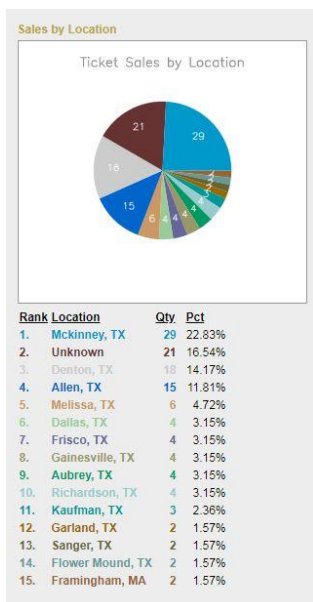 Sales by Location
Ticket Sales by Location
29
21
18
15
6
4
4
4
4
4
Rank Location Qty Pct
1. Mckinney, TX 29 22.83%
2. Unknown 21 16.54%
3. Denton, TX 18 14.17%
4. Allen, TX 15 11.81%
5. Melissa, TX 6 4.72%
6. Dallas, TX 4 3.15%
7. Frisco, TX 4 3.15%
8. Gainesville, TX 4 3.15%
9. Aubrey, TX 4 3.15%
10. Richardson, TX 4 3.15%
11. Kaufman, TX 3 2.36%
12. Garland, TX 2 1.57%
13. Sanger, TX 2 1.57%
14. Flower Mound, TX 2 1.57%
15. Framingham, MA 2 1.57%